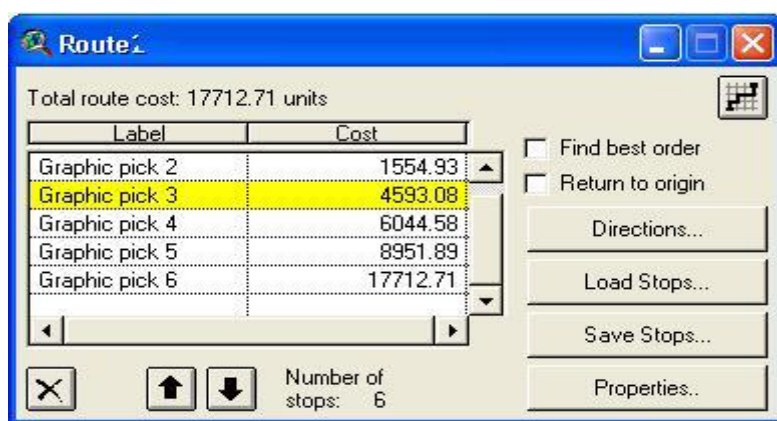 Route
Total route cost: 17712.71 units
Label Cost
Graphic pick 2 1554.93
Graphic pick 3 4593.08
Graphic pick 4 6044.58
Graphic pick 5 8951.89
Graphic pick 6 17712.71
Find best order
Return to origin
Directions...
Load Stops...
Save Stops...
Properties..
Number of
stops: 6